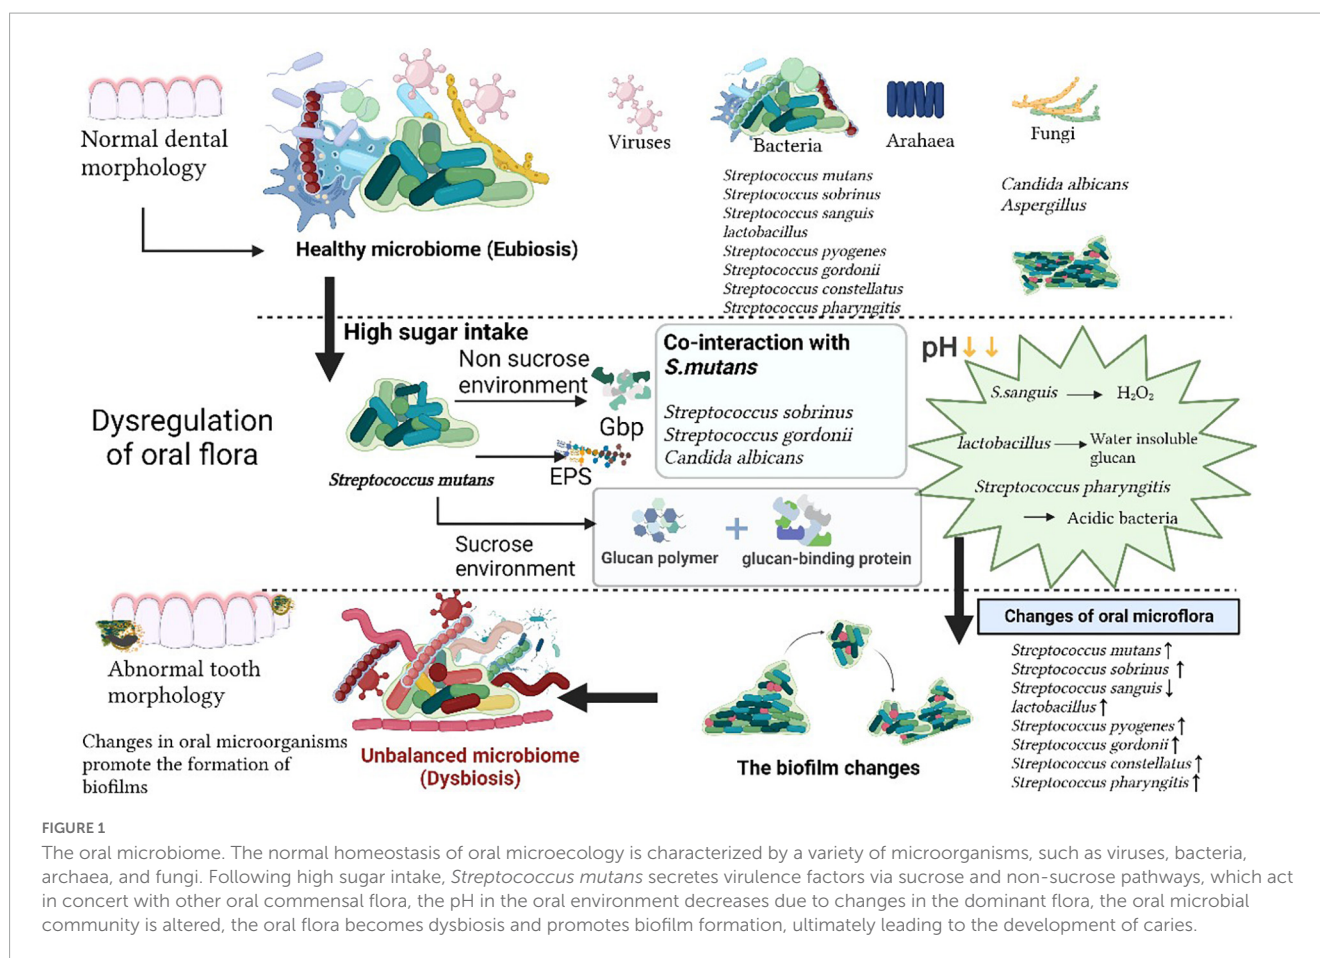 Normal dental
morphology
Healthy microbiome (Eubiosis)
Viruses
Bacteria
Arahaea
Fungi
Streptococcus mutans
Streptococcus sobrinus
Streptococcus sanguis
lactobacillus
Streptococcus pyogenes
Streptococcus gordonii
Streptococcus constellatus
Streptococcus pharyngitis
Candida albicans
Aspergillus
Dysregulation
of oral flora
High sugar intake
Non sucrose
environment
Gbp
EPS
Streptococcus mutans
Sucrose
environment
Co-interaction with
S.mutans
Streptococcus sobrinus
Streptococcus gordonii
Candida albicans
Glucan polymer + glucan-binding protein
pH↓↓
S.sanguis → H₂O₂
lactobacillus → Water insoluble
glucan
Streptococcus pharyngitis
→ Acidic bacteria
Changes of oral microflora
Streptococcus mutans↑
Streptococcus sobrinus ↑
Streptococcus sanguis↓
lactobacillus↑
Streptococcus pyogenes↑
Streptococcus gordonii↑
Streptococcus constellatus↑
Streptococcus pharyngitis↑
The biofilm changes
Unbalanced microbiome
(Dysbiosis)
Abnormal tooth
morphology
Changes in oral microorganisms
promote the formation of
biofilms
FIGURE 1
The oral microbiome. The normal homeostasis of oral microecology is characterized by a variety of microorganisms, such as viruses, bacteria,
archaea, and fungi. Following high sugar intake, Streptococcus mutans secretes virulence factors via sucrose and non-sucrose pathways, which act
in concert with other oral commensal flora, the pH in the oral environment decreases due to changes in the dominant flora, the oral microbial
community is altered, the oral flora becomes dysbiosis and promotes biofilm formation, ultimately leading to the development of caries.